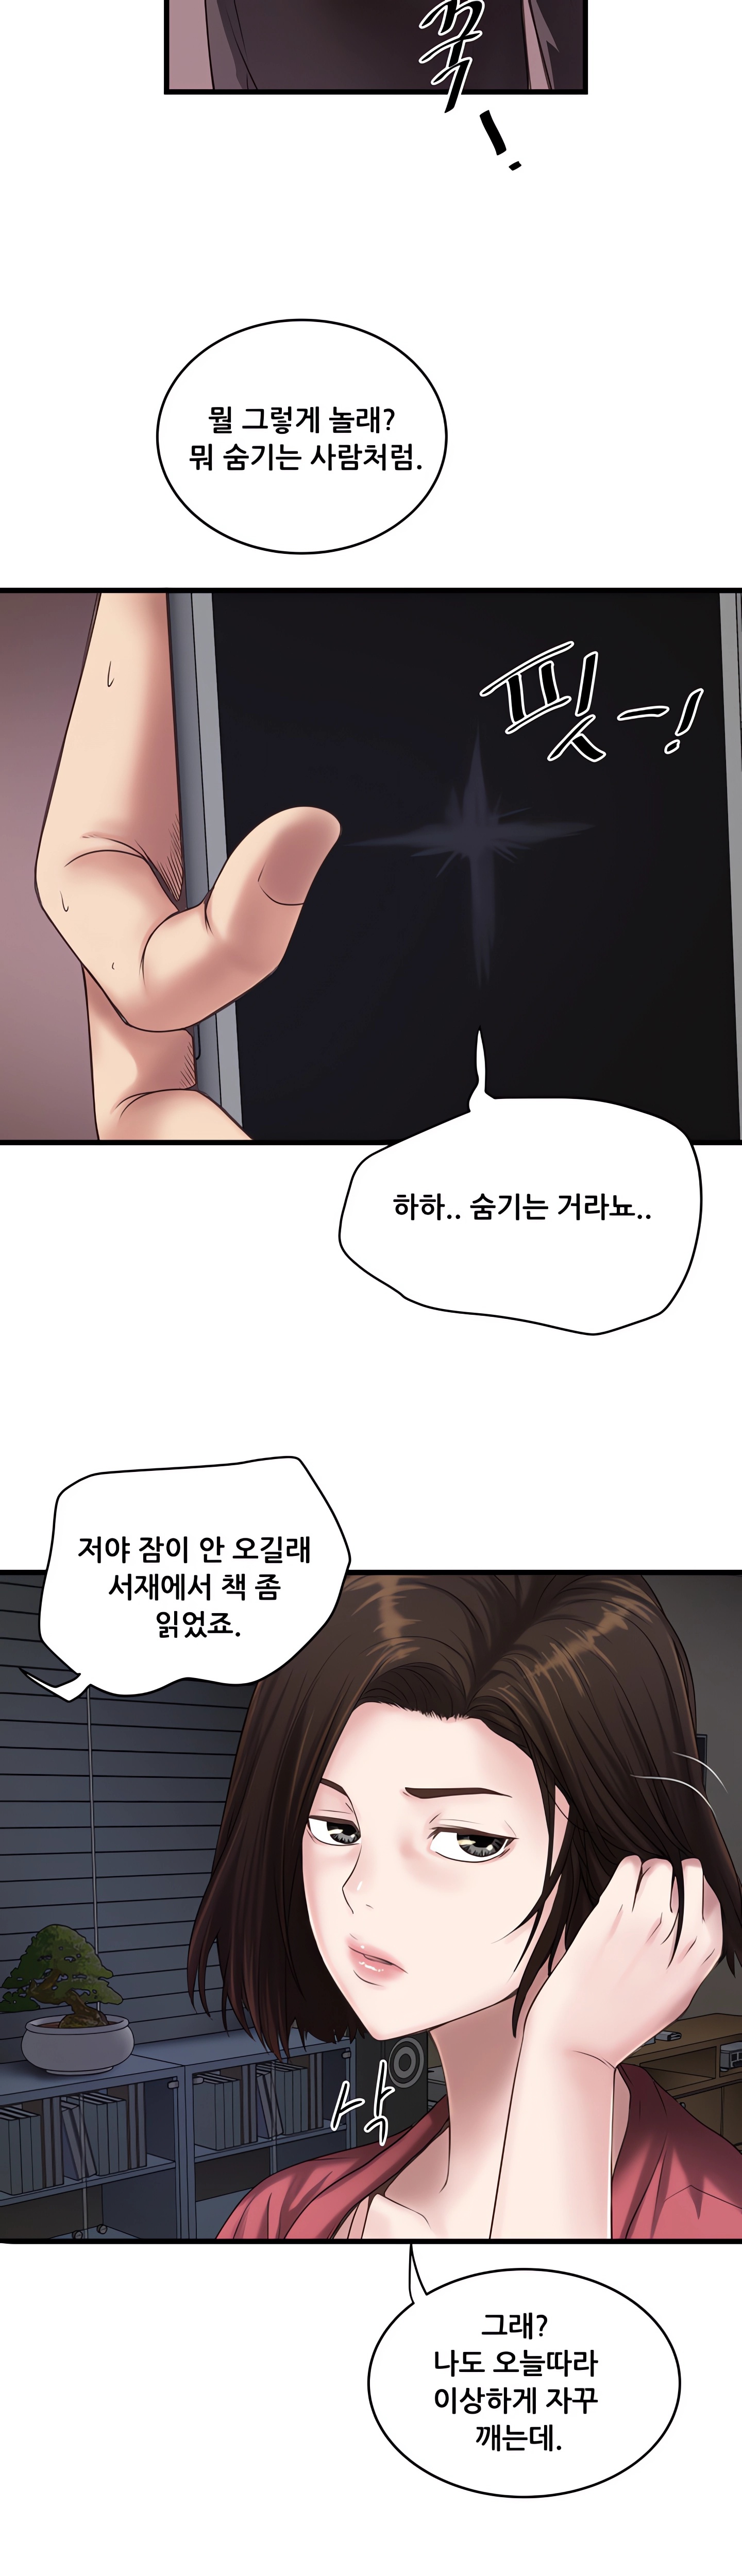 꾹!
뭘 그렇게 놀래?
뭐 숨기는 사람처럼.
핏ㅡ!
하하.. 숨기는 거라뇨..
저야 잠이 안 오길래
서재에서 책 좀
읽었죠.
삭
그래?
나도 오늘따라
이상하게 자꾸
깨는데.